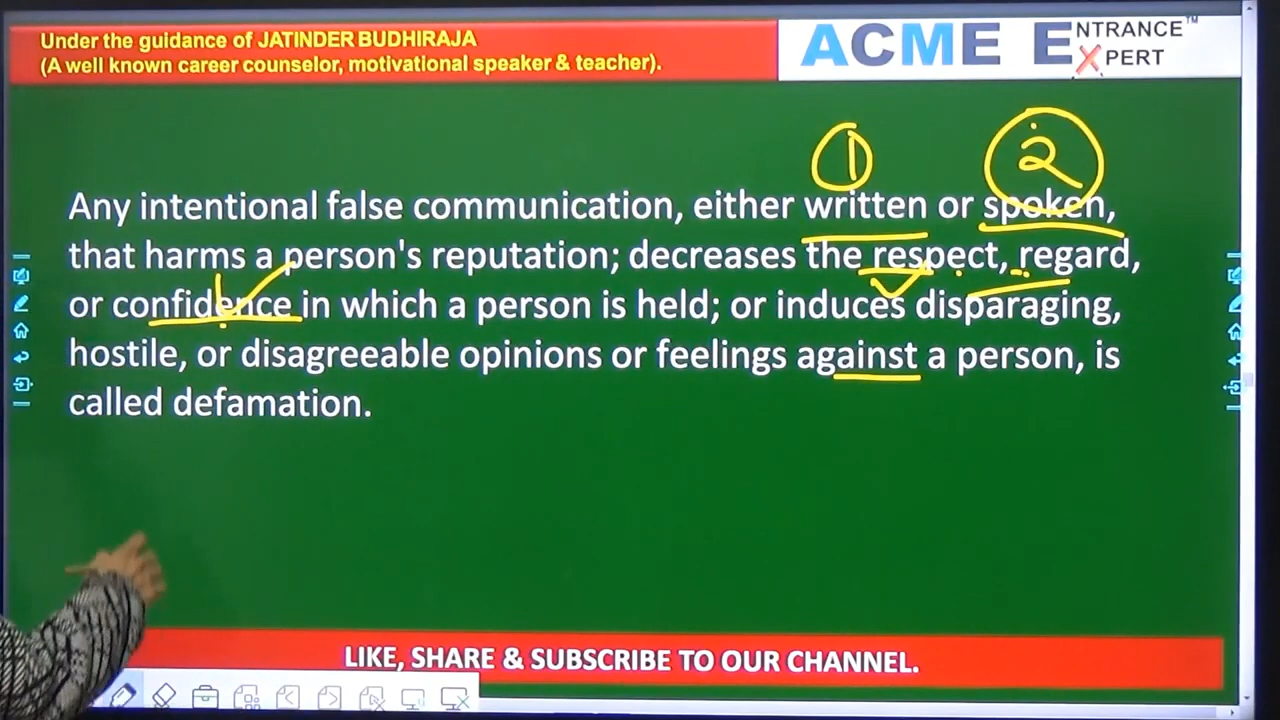 Under the guidance of JATINDER BUDHIRAJA
(A well known career counselor, motivational speaker & teacher).
ACME ENTRANCE EXPERT™
1 2
Any intentional false communication, either written or spoken,
that harms a person's reputation; decreases the respect, regard,
or confidence in which a person is held; or induces disparaging,
hostile, or disagreeable opinions or feelings against a person, is
called defamation.
LIKE, SHARE & SUBSCRIBE TO OUR CHANNEL.